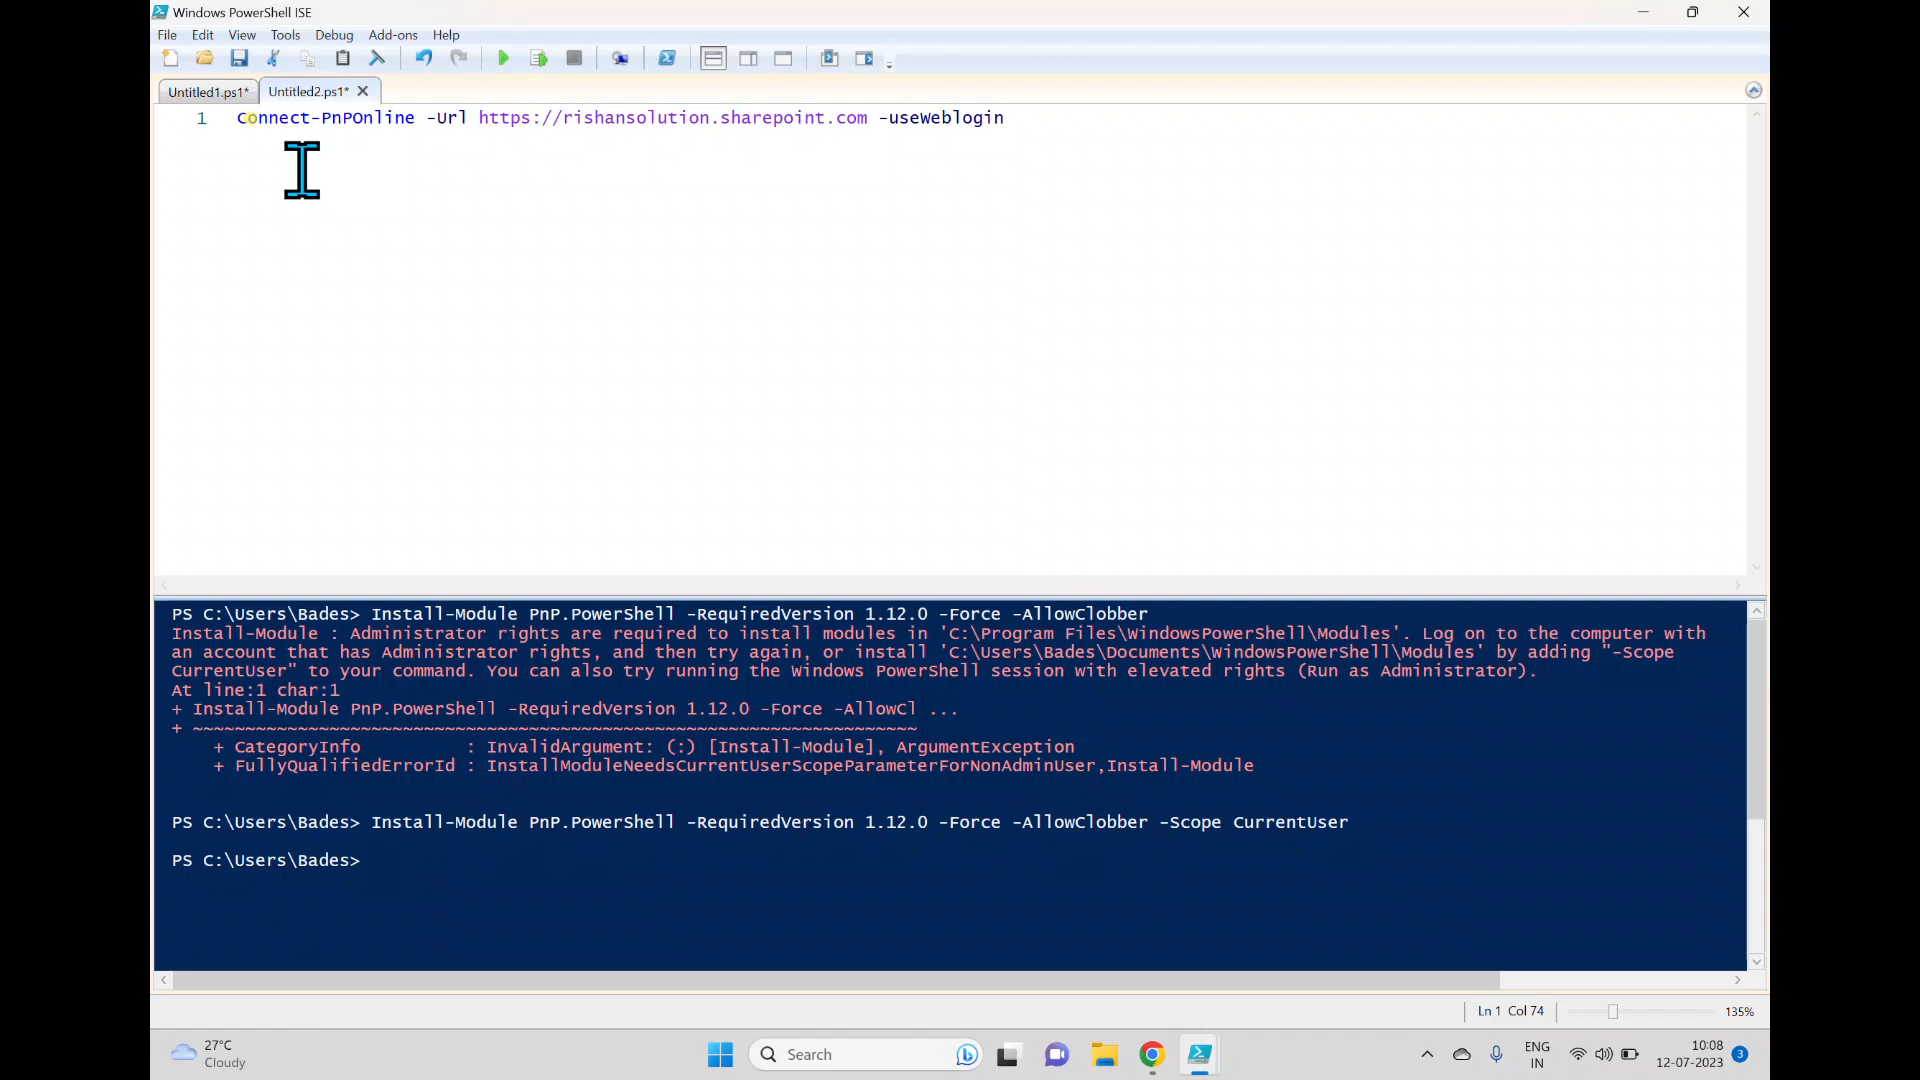 Windows PowerShell ISE
File Edit View Tools Debug Add-ons Help
Untitled1.ps1* Untitled2.ps1*
1 Connect-PnPOnline -Url https://rishansolution.sharepoint.com -useWeblogin
PS C:\Users\Bades> Install-Module PnP.PowerShell -RequiredVersion 1.12.0 -Force -AllowClobber
Install-Module : Administrator rights are required to install modules in 'C:\Program Files\WindowsPowerShell\Modules'. Log on to the computer with
an account that has Administrator rights, and then try again, or install 'C:\Users\Bades\Documents\WindowsPowerShell\Modules' by adding "-Scope
CurrentUser" to your command. You can also try running the Windows PowerShell session with elevated rights (Run as Administrator).
At line:1 char:1
+ Install-Module PnP.PowerShell -RequiredVersion 1.12.0 -Force -AllowCl ...
+ ~~~~~~~~~~~~~~~~~~~~~~~~~~~~~~~~~~~~~~~~~~~~~~~~~~~~~~~~~~~~~~~~~~~~~
+ CategoryInfo : InvalidArgument: (:) [Install-Module], ArgumentException
+ FullyQualifiedErrorId : InstallModuleNeedsCurrentUserScopeParameterForNonAdminUser,Install-Module
PS C:\Users\Bades> Install-Module PnP.PowerShell -RequiredVersion 1.12.0 -Force -AllowClobber -Scope CurrentUser
PS C:\Users\Bades>
Ln 1 Col 74 135%
27°C
Cloudy
Search
ENG
IN
10:08
12-07-2023
3